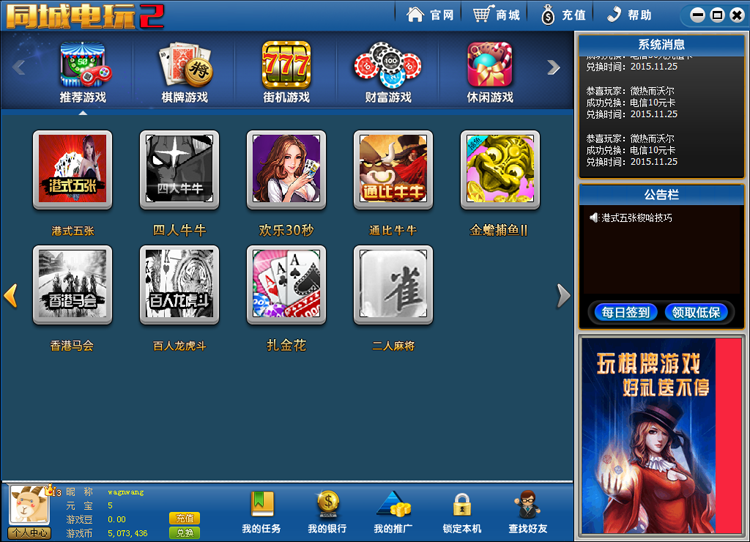 同城电玩2
官网 商城 充值 帮助
推荐游戏 棋牌游戏 街机游戏 财富游戏 休闲游戏
港式五张 四人牛牛 通比牛牛
港式五张 四人牛牛 欢乐30秒 通比牛牛 金蟾捕鱼II
香港马会 百人龙虎斗 雀
香港马会 百人龙虎斗 扎金花 二人麻将
系统消息
兑换时间：2015.11.25
恭喜玩家：微热而沃尔
成功兑换：电信10元卡
兑换时间：2015.11.25
恭喜玩家：微热而沃尔
成功兑换：电信10元卡
兑换时间：2015.11.25
公告栏
港式五张梭哈技巧
每日签到 领取低保
玩棋牌游戏
好礼送不停
昵 称 wagnwang
元 宝 5
游戏豆 0.00 充值
游戏币 5,073,436 兑换
个人中心
我的任务 我的银行 我的推广 锁定本机 查找好友